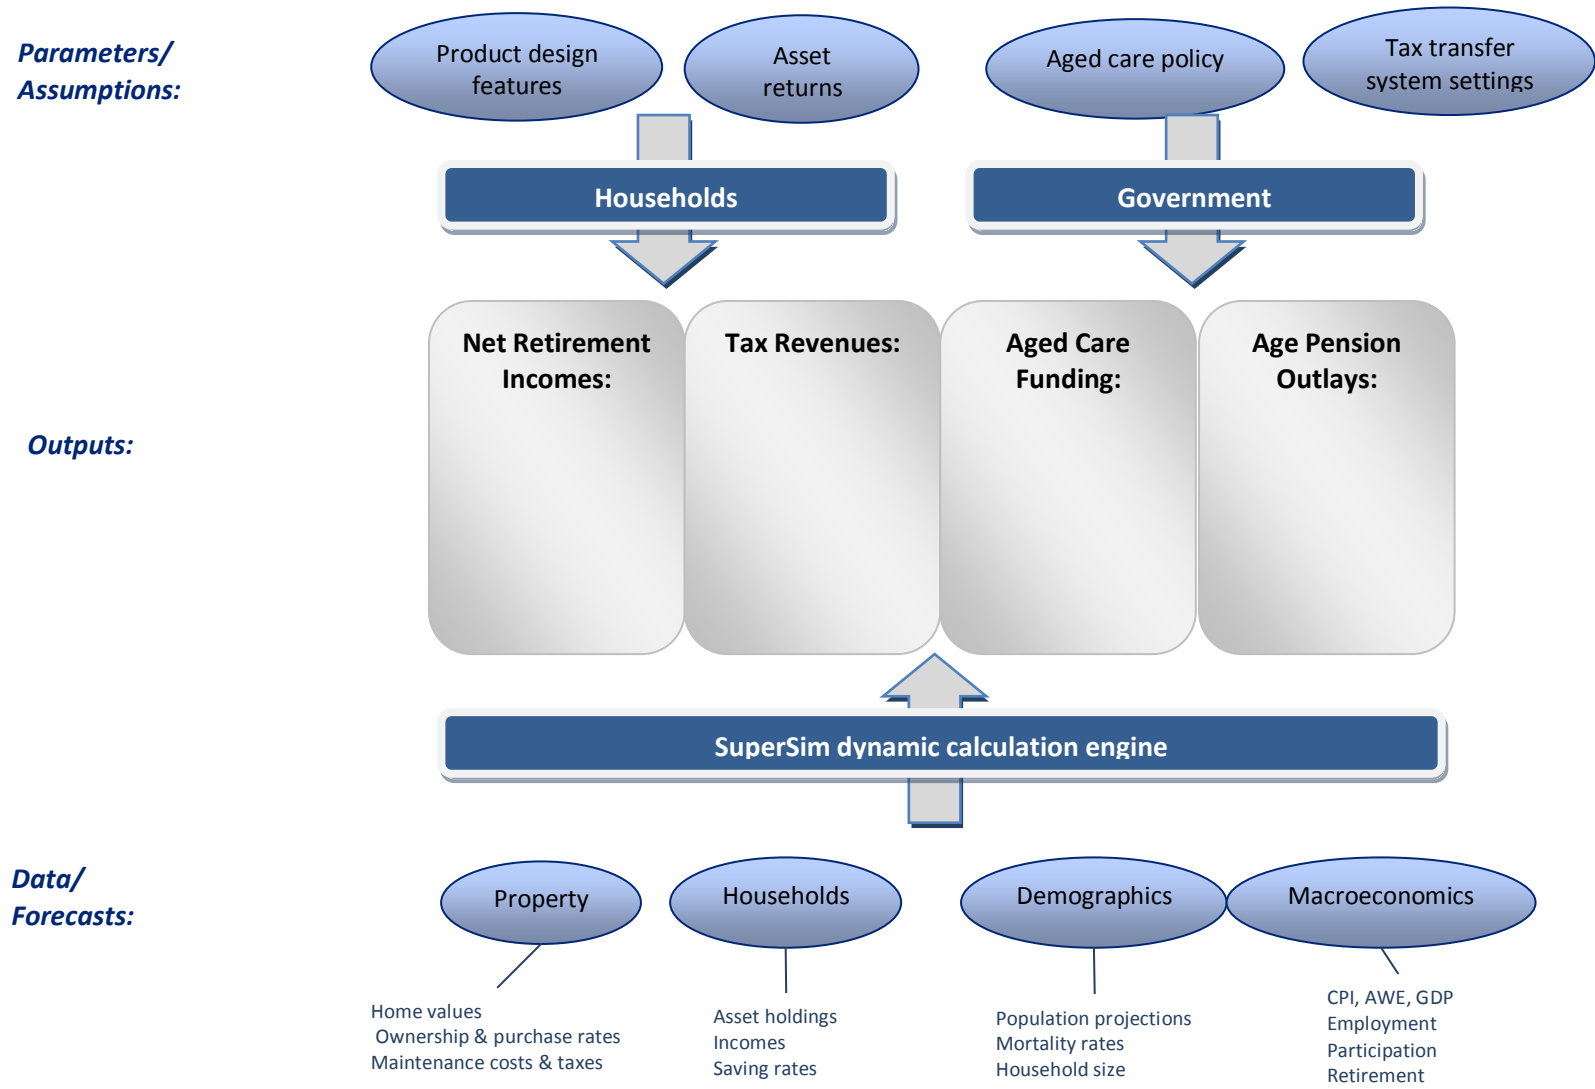 Parameters/
Assumptions:
Product design
features
Asset
returns
Aged care policy
Tax transfer
system settings
Households
Government
Outputs:
Net Retirement
Incomes:
Tax Revenues:
Aged Care
Funding:
Age Pension
Outlays:
SuperSim dynamic calculation engine
Data/
Forecasts:
Property
Households
Demographics
Macroeconomics
Home values
Ownership & purchase rates
Maintenance costs & taxes
Asset holdings
Incomes
Saving rates
Population projections
Mortality rates
Household size
CPI, AWE, GDP
Employment
Participation
Retirement